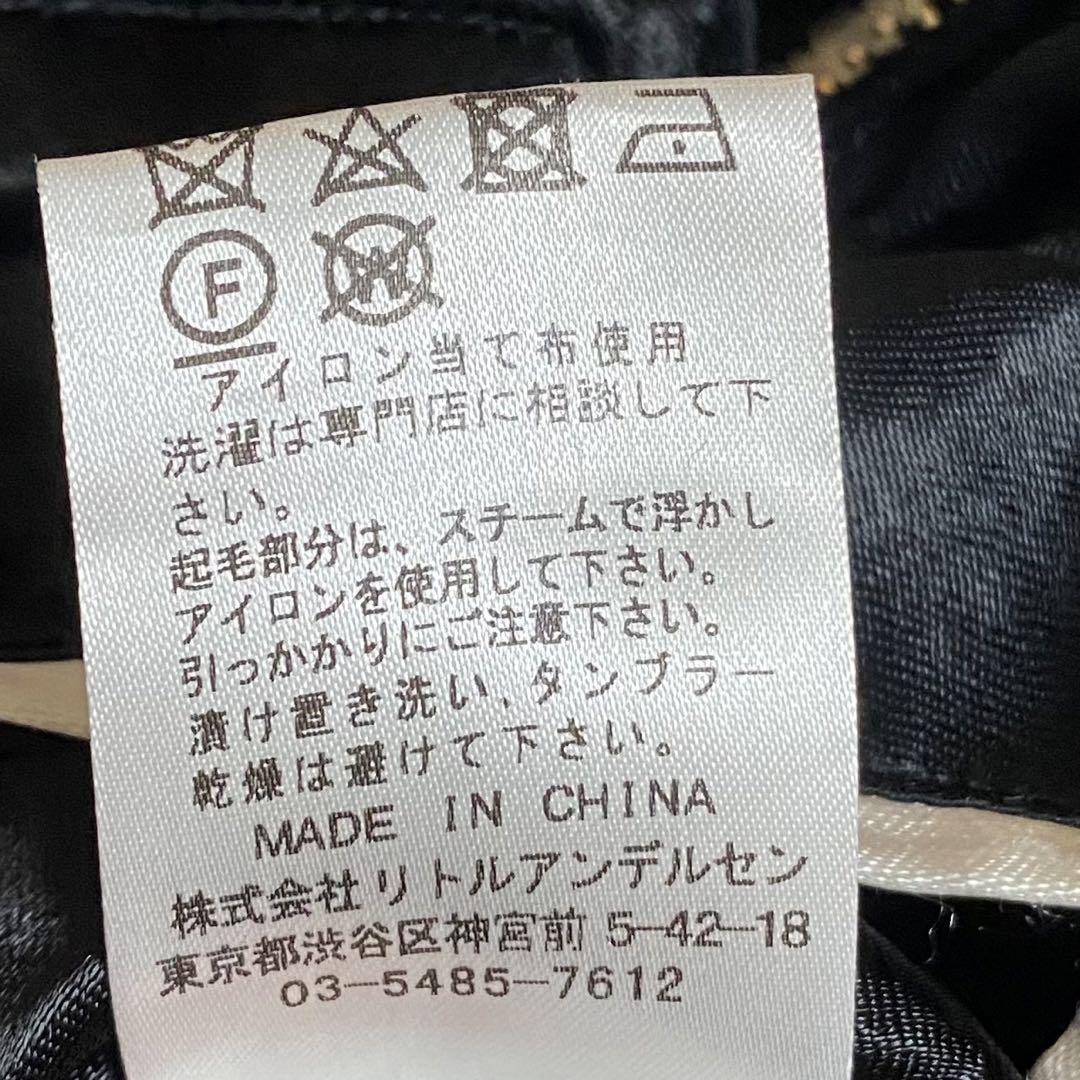 F
W
アイロン当て布使用
洗濯は専門店に相談して下
さい。
起毛部分は、スチームで浮かし
アイロンを使用して下さい。
引っかかりにご注意下さい。
漬け置き洗い、タンブラー
乾燥は避けて下さい。
MADE IN CHINA
株式会社リトルアンデルセン
東京都渋谷区神宮前 5-42-18
03-5485-7612